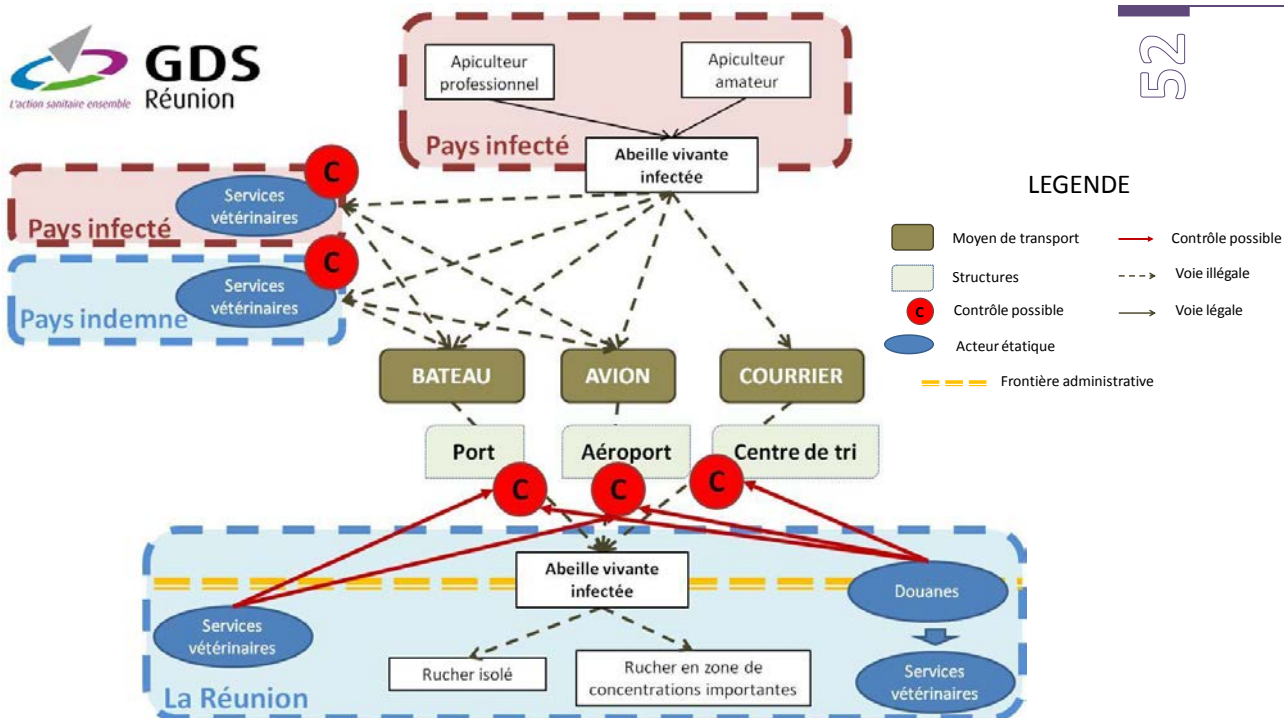 GDS
Réunion
L'action sanitaire ensemble
52
Apiculteur
professionnel
Apiculteur
amateur
Pays infecté
Abeille vivante
infectée
C
Services
vétérinaires
Pays infecté
C
Services
vétérinaires
Pays indemne
LEGENDE
Moyen de transport
Contrôle possible
Structures
Voie illégale
C
Contrôle possible
Voie légale
Acteur étatique
Frontière administrative
BATEAU
AVION
COURRIER
Port
Aéroport
Centre de tri
C
C
C
Abeille vivante
infectée
Douanes
Services
vétérinaires
Rucher isolé
Rucher en zone de
concentrations importantes
Services
vétérinaires
La Réunion